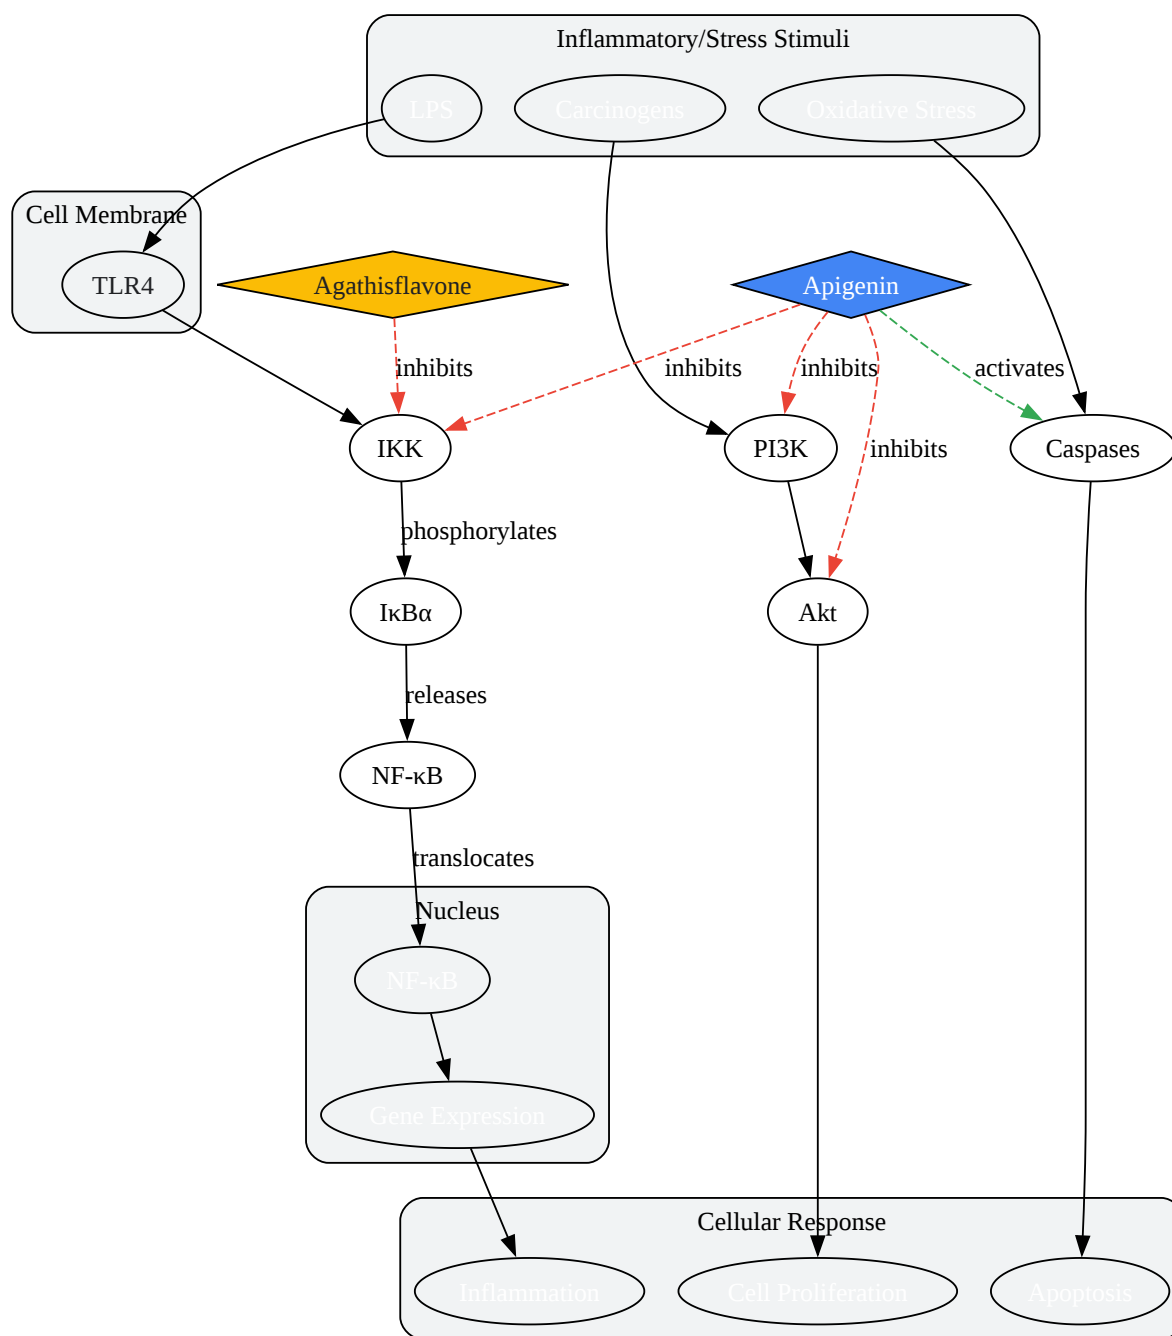 Inflammatory/Stress Stimuli
LPS
Carcinogens
Oxidative Stress
Cell Membrane
TLR4
Agathisflavone
Apigenin
inhibits
inhibits
inhibits
activates
IKK
PI3K
inhibits
Caspases
phosphorylates
IκBα
Akt
releases
NF-κB
translocates
Nucleus
NF-κB
Gene Expression
Cellular Response
Inflammation
Cell Proliferation
Apoptosis